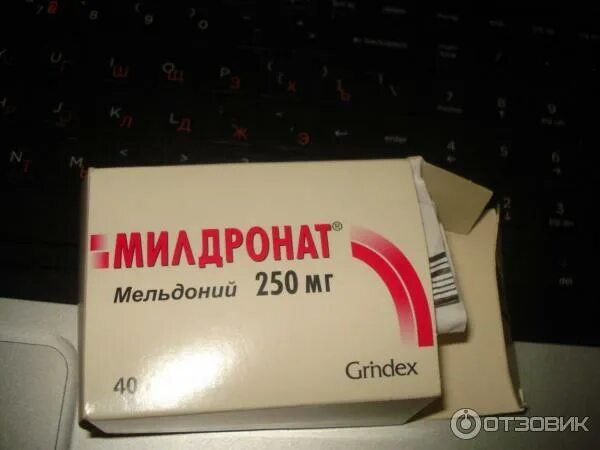 МИЛДРОНАТ®
Мельдоний 250 мг
40
Grindex
ОТЗОВИК